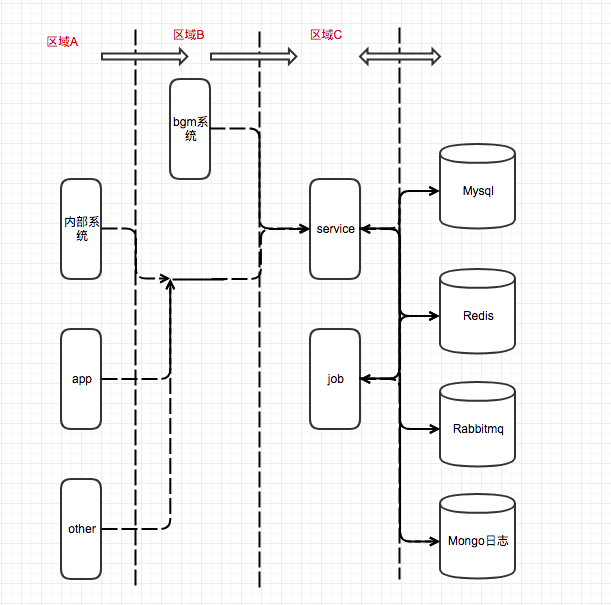 区域A
区域B
区域C
bgm系
统
内部系
统
service
Mysql
Redis
app
job
Rabbitmq
other
Mongo日志